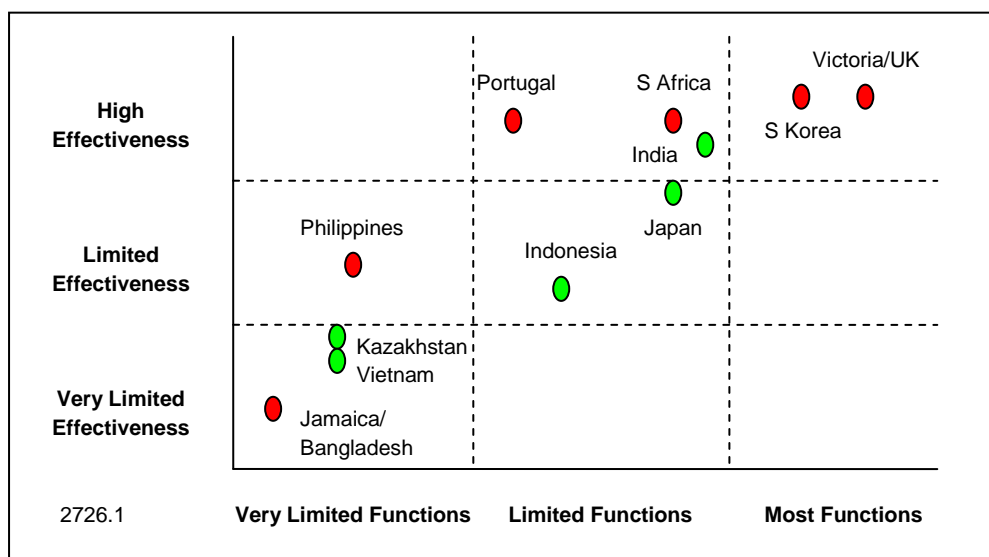 Victoria/UK
Portugal
S Africa
High
Effectiveness
S Korea
India
Philippines
Japan
Limited
Effectiveness
Indonesia
Kazakhstan
Vietnam
Very Limited
Effectiveness
Jamaica/
Bangladesh
2726.1
Very Limited Functions
Limited Functions
Most Functions